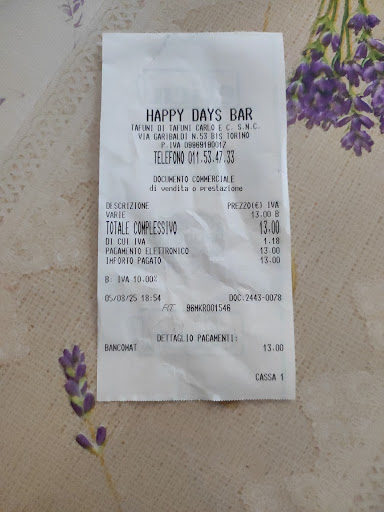 HAPPY DAYS BAR
TAFUNI DI TAFUNI CARLO E C. S.N.C.
VIA GARIBALDI N.53 BIS TORINO
P.IVA 08869190017
TELEFONO 011.53.47.33
DOCUMENTO COMMERCIALE
di vendita o prestazione
DESCRIZIONE PREZZO(€) IVA
VARIE 13.00 B
TOTALE COMPLESSIVO 13.00
DI CUI IVA 1.18
PAGAMENTO ELETTRONICO 13.00
IMPORTO PAGATO 13.00
B: IVA 10.00%
05/08/25 18:54 DOC.2443-0078
RT 96MKR001546
DETTAGLIO PAGAMENTI:
BANCOMAT 13.00
CASSA 1